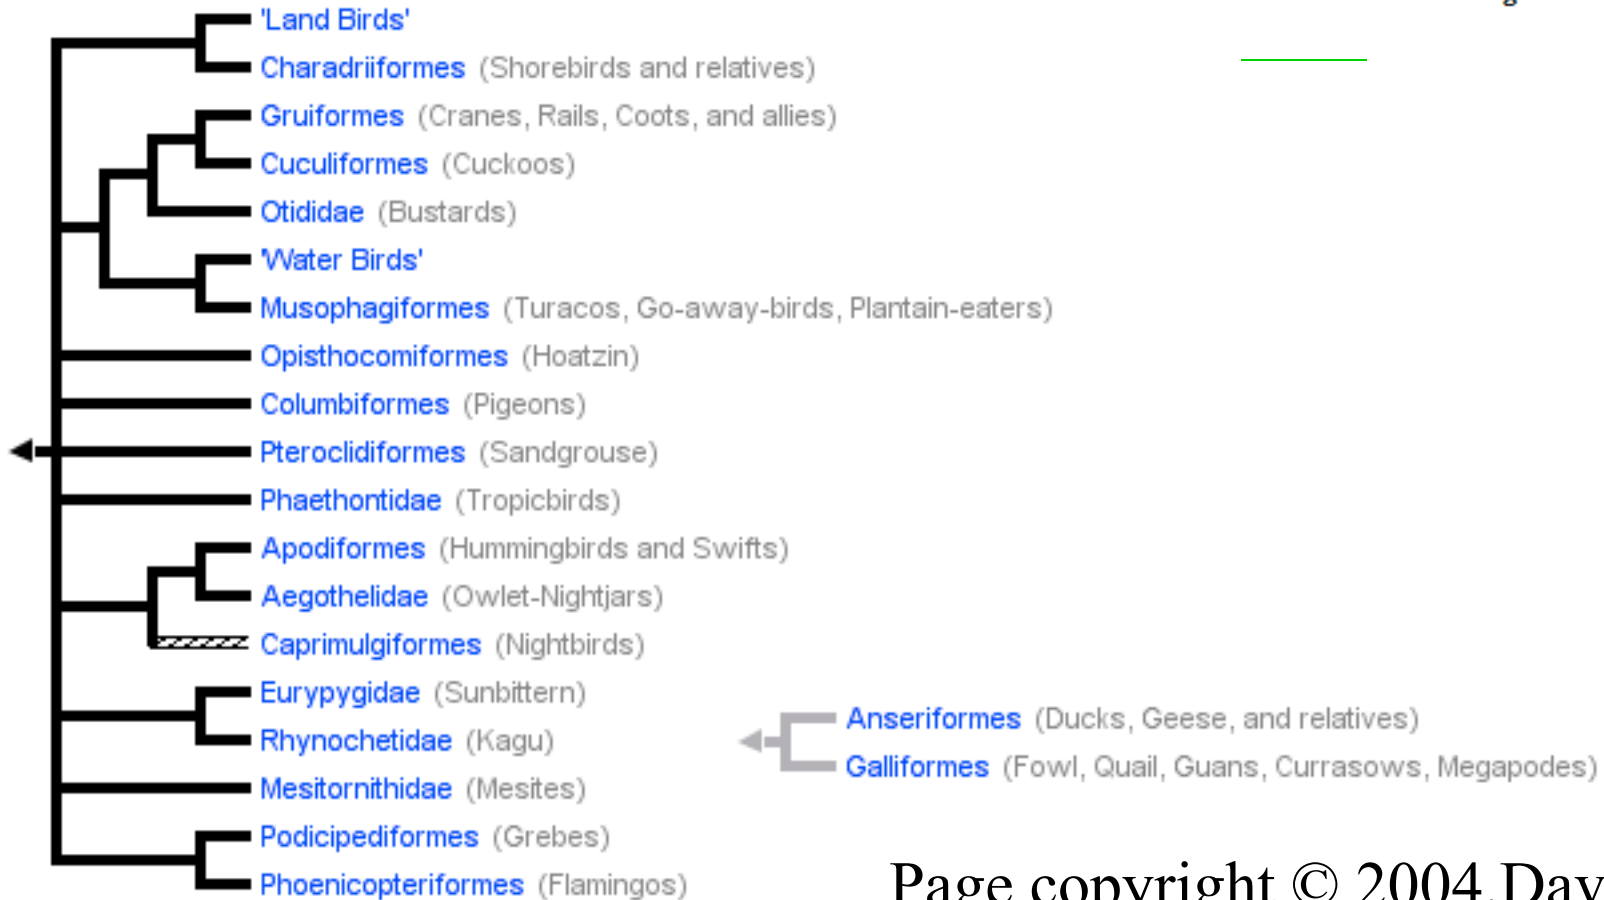 'Land Birds'
Charadriiformes (Shorebirds and relatives)
Gruiformes (Cranes, Rails, Coots, and allies)
Cuculiformes (Cuckoos)
Otididae (Bustards)
'Water Birds'
Musophagiformes (Turacos, Go-away-birds, Plantain-eaters)
Opisthocomiformes (Hoatzin)
Columbiformes (Pigeons)
Pteroclidiformes (Sandgrouse)
Phaethontidae (Tropicbirds)
Apodiformes (Hummingbirds and Swifts)
Aegothelidae (Owlet-Nightjars)
Caprimulgiformes (Nightbirds)
Eurypygidae (Sunbittern)
Rhynochetidae (Kagu)
Mesitornithidae (Mesites)
Podicipediformes (Grebes)
Phoenicopteriformes (Flamingos)
Anseriformes (Ducks, Geese, and relatives)
Galliformes (Fowl, Quail, Guans, Currasows, Megapodes)
Page copyright © 2004 Dav